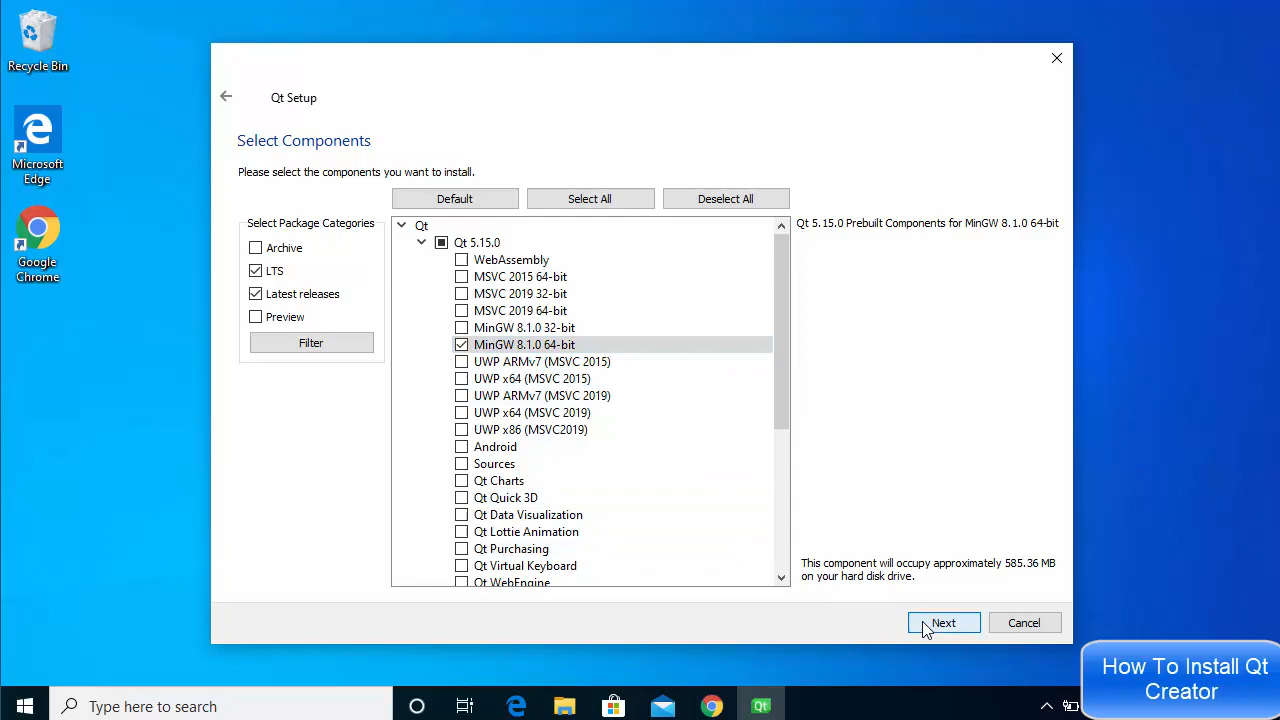 Recycle Bin
Microsoft
Edge
Google
Chrome
Qt Setup
Select Components
Please select the components you want to install.
Default
Select All
Deselect All
Select Package Categories
Archive
LTS
Latest releases
Preview
Filter
Qt
Qt 5.15.0
WebAssembly
MSVC 2015 64-bit
MSVC 2019 32-bit
MSVC 2019 64-bit
MinGW 8.1.0 32-bit
MinGW 8.1.0 64-bit
UWP ARMv7 (MSVC 2015)
UWP x64 (MSVC 2015)
UWP ARMv7 (MSVC 2019)
UWP x64 (MSVC 2019)
UWP x86 (MSVC2019)
Android
Sources
Qt Charts
Qt Quick 3D
Qt Data Visualization
Qt Lottie Animation
Qt Purchasing
Qt Virtual Keyboard
Qt WebEngine
Qt 5.15.0 Prebuilt Components for MinGW 8.1.0 64-bit
This component will occupy approximately 585.36 MB
on your hard disk drive.
Next
Cancel
How To Install Qt
Creator
Type here to search
Qt